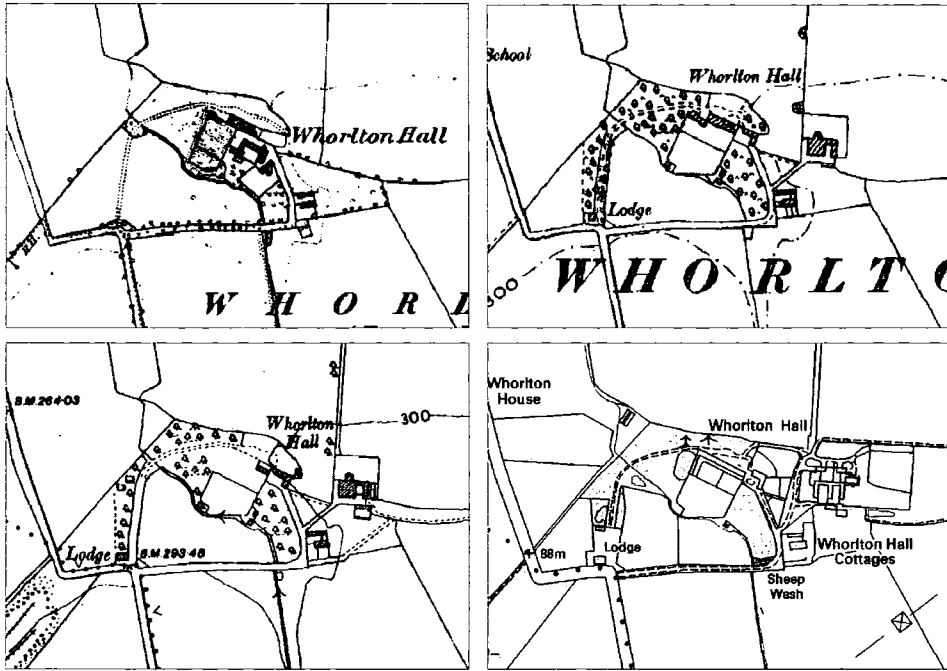 Whorlton Hall
W H O R L
School
Whorlton Hall
Lodge
300
W H O R L T O
B.M. 264·03
300
Whorlton
Hall
Lodge
B.M. 293·48
Whorlton
House
Whorlton Hall
88m
Lodge
Whorlton Hall
Cottages
Sheep
Wash